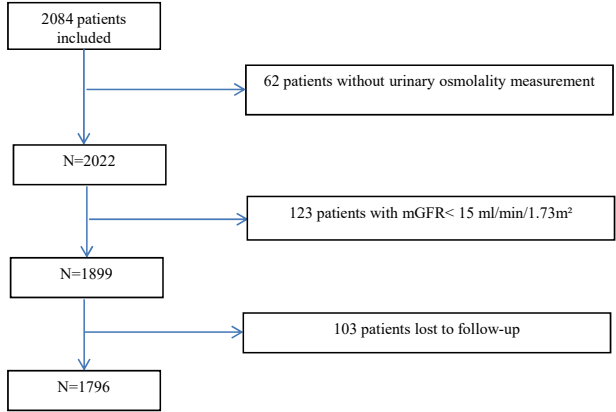 2084 patients
included
62 patients without urinary osmolality measurement
N=2022
123 patients with mGFR< 15 ml/min/1.73m²
N=1899
103 patients lost to follow-up
N=1796